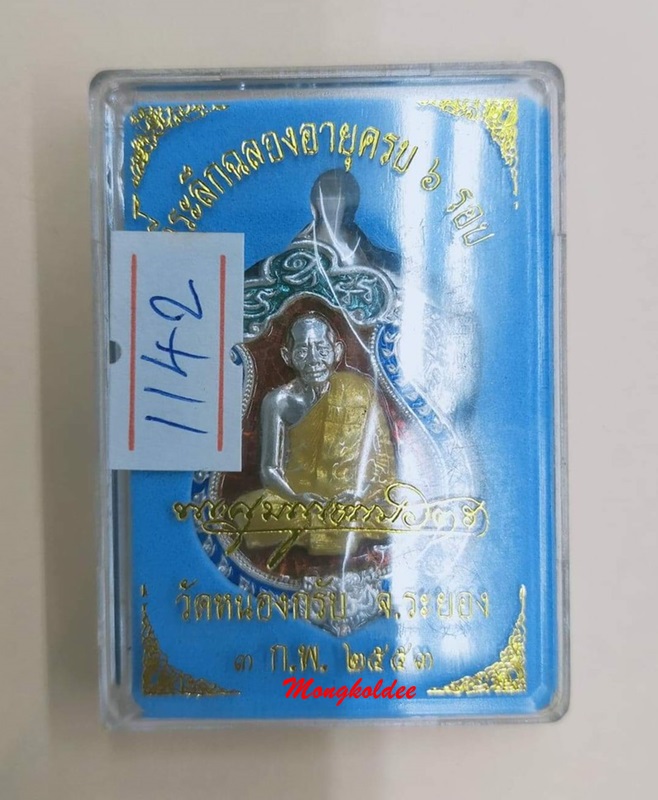 ที่ระลึกฉลองอายุครบ ๖ รอบ
1142
วัดหนองกรับ จ.ระยอง
๓ ก.พ. ๒๕๕๓
Mongkoldee